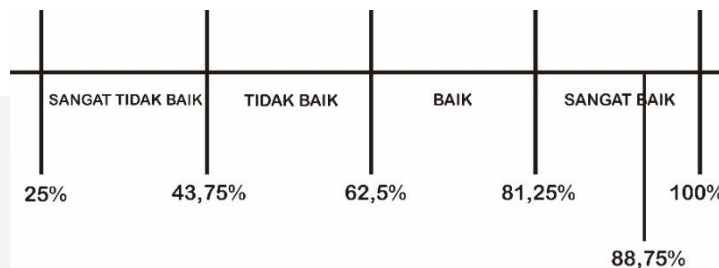 SANGAT TIDAK BAIK TIDAK BAIK BAIK SANGAT BAIK
25% 43,75% 62,5% 81,25% 100%
88,75%